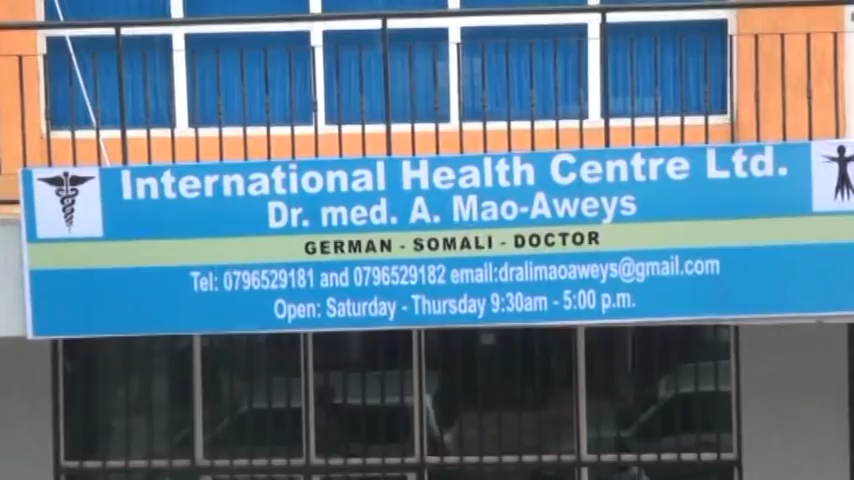 International Health Centre Ltd.
Dr. med. A. Mao-Aweys
GERMAN - SOMALI - DOCTOR
Tel: 0796529181 and 0796529182 email:dralimaoaweys@gmail.com
Open: Saturday - Thursday 9:30am - 5:00 p.m.